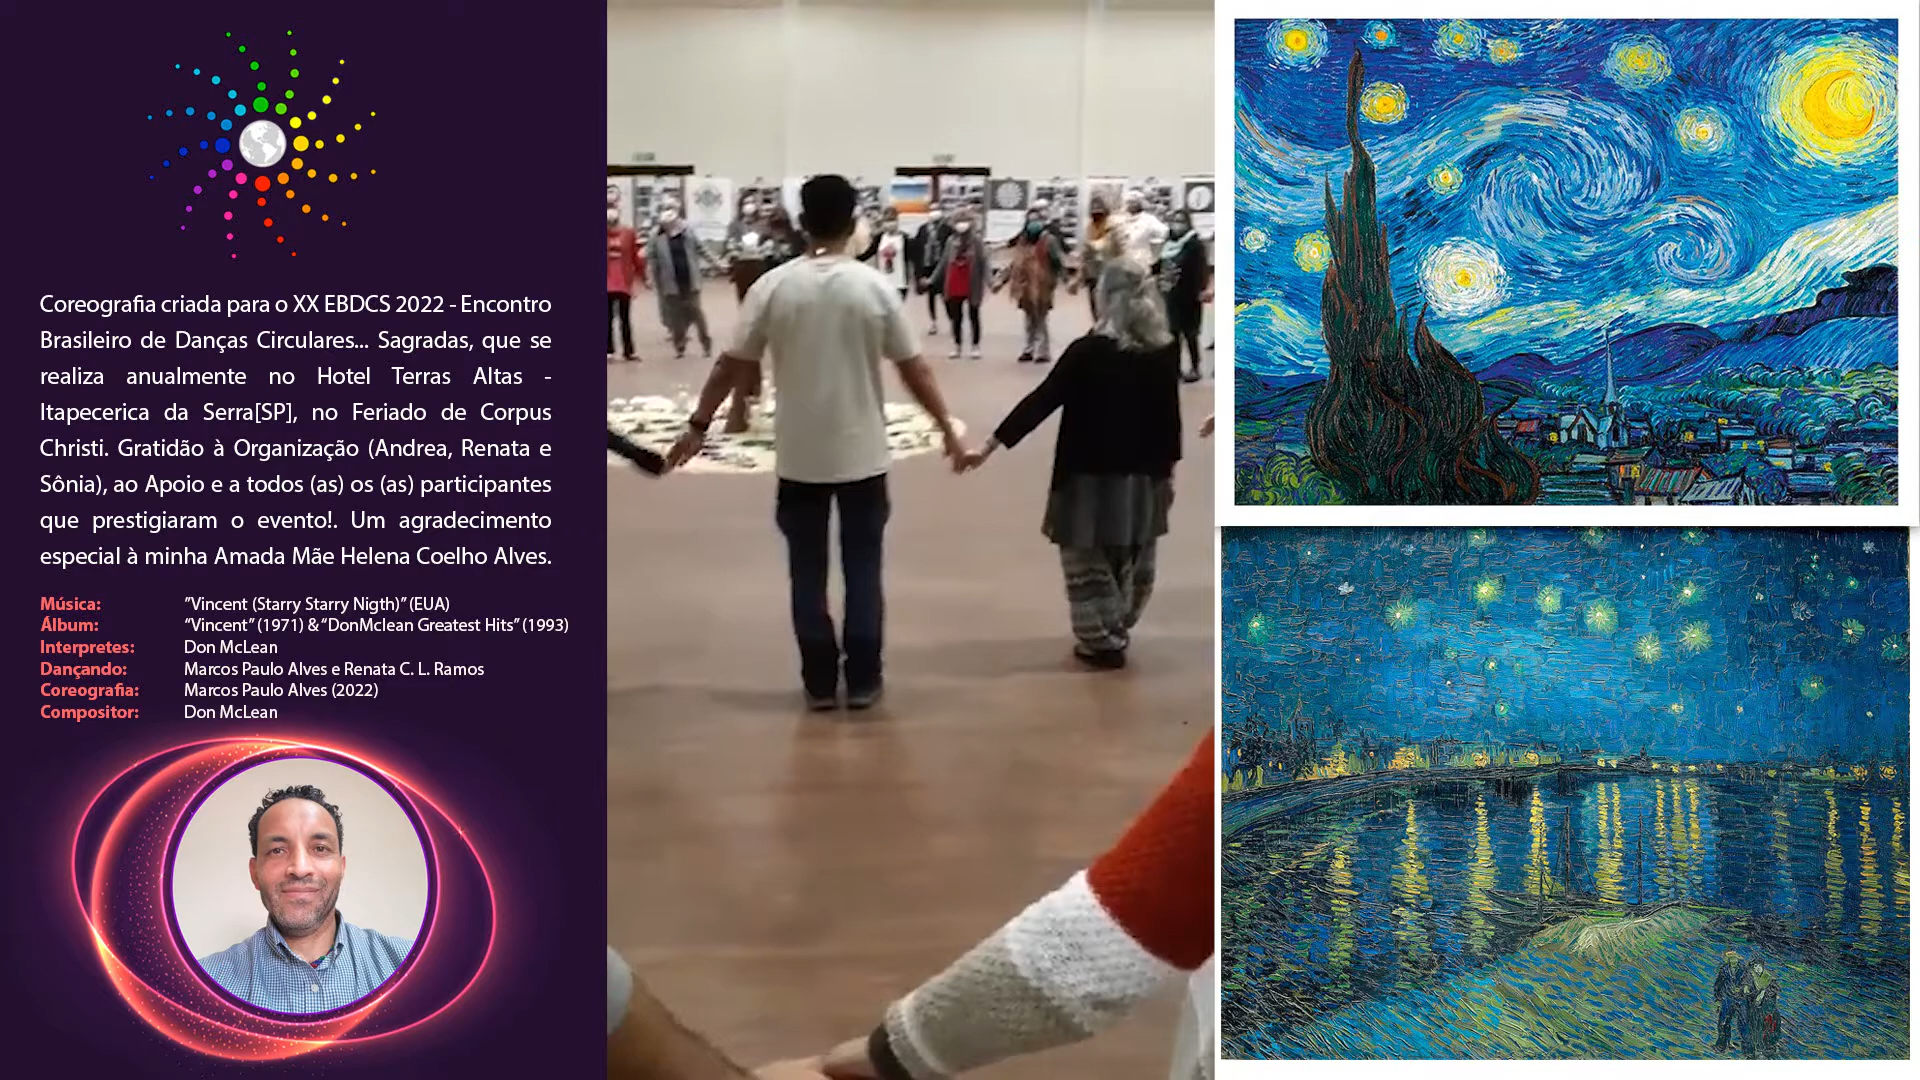 Coreografia criada para o XX EBDCS 2022 - Encontro
Brasileiro de Danças Circulares... Sagradas, que se
realiza anualmente no Hotel Terras Altas -
Itapecerica da Serra[SP], no Feriado de Corpus
Christi. Gratidão à Organização (Andrea, Renata e
Sônia), ao Apoio e a todos (as) os (as) participantes
que prestigiaram o evento!. Um agradecimento
especial à minha Amada Mãe Helena Coelho Alves.
Música: ”Vincent (Starry Starry Nigth)” (EUA)
Álbum: “Vincent” (1971) & “DonMclean Greatest Hits” (1993)
Interpretes: Don McLean
Dançando: Marcos Paulo Alves e Renata C. L. Ramos
Coreografia: Marcos Paulo Alves (2022)
Compositor: Don McLean